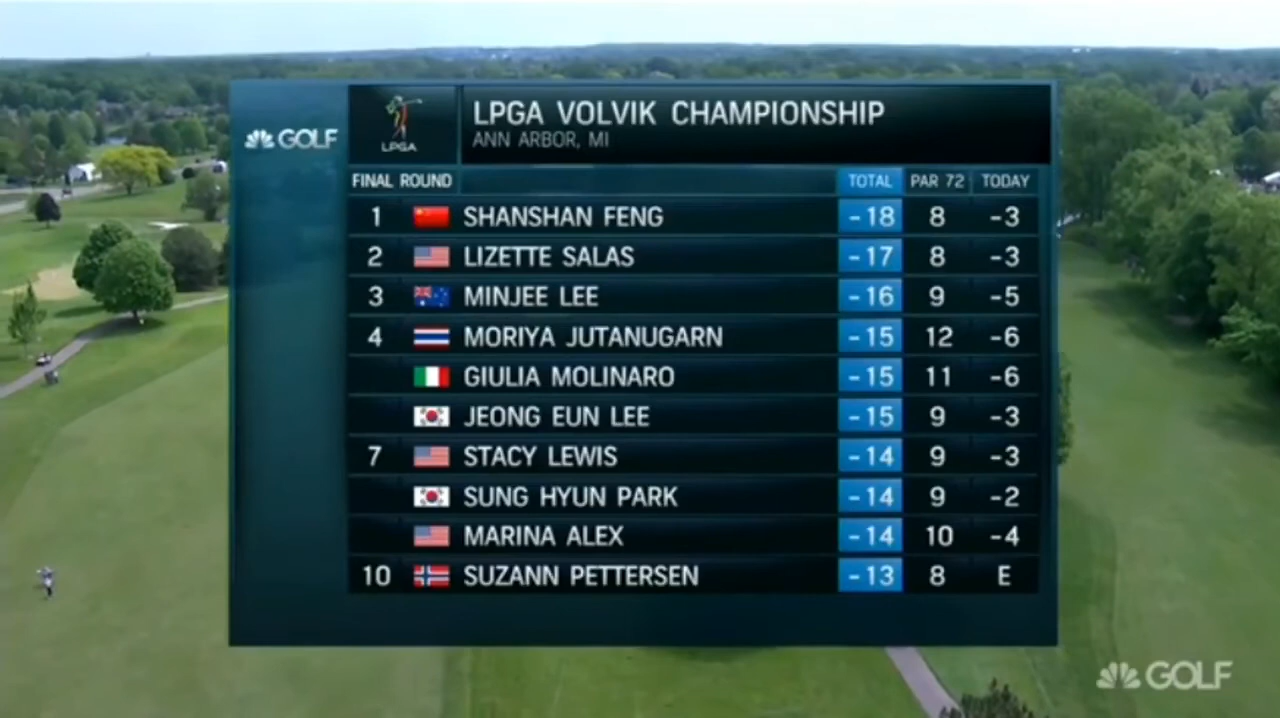 GOLF
LPGA
LPGA VOLVIK CHAMPIONSHIP
ANN ARBOR, MI
FINAL ROUND TOTAL PAR 72 TODAY
1 SHANSHAN FENG -18 8 -3
2 LIZETTE SALAS -17 8 -3
3 MINJEE LEE -16 9 -5
4 MORIYA JUTANUGARN -15 12 -6
GIULIA MOLINARO -15 11 -6
JEONG EUN LEE -15 9 -3
7 STACY LEWIS -14 9 -3
SUNG HYUN PARK -14 9 -2
MARINA ALEX -14 10 -4
10 SUZANN PETTERSEN -13 8 E
GOLF